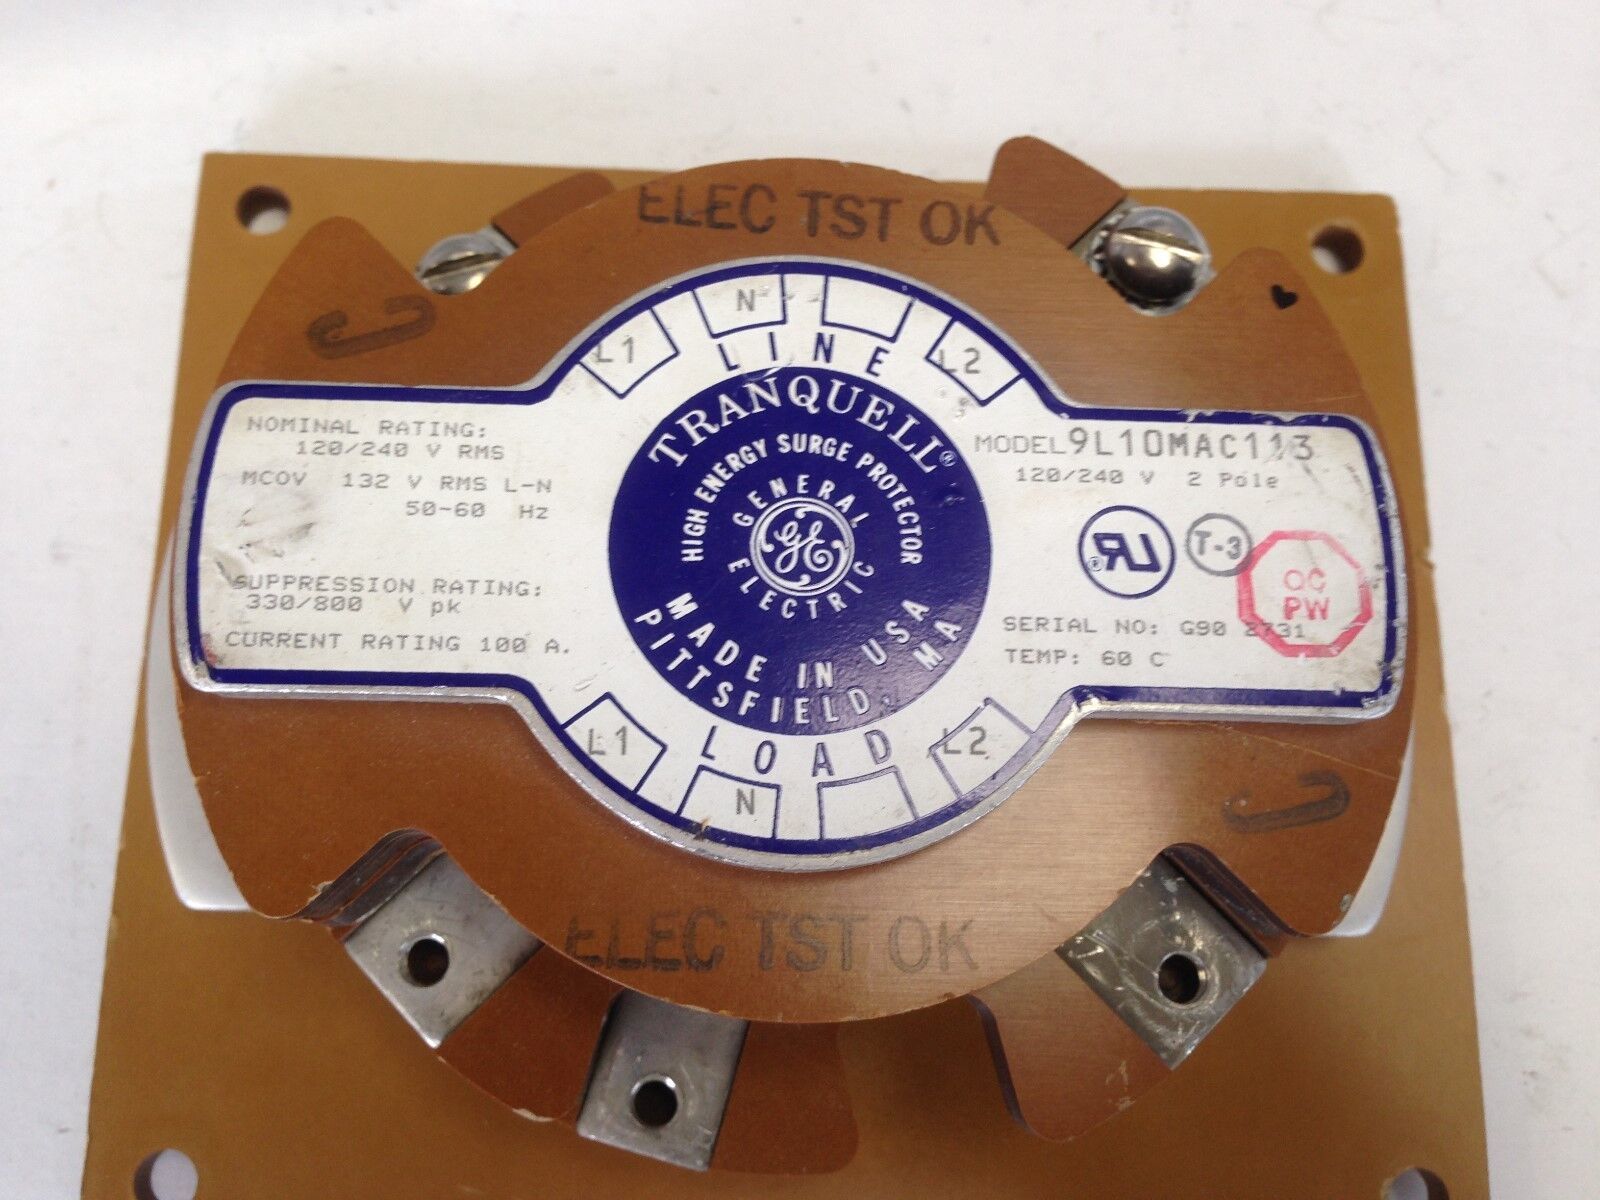 ELEC TST OK
L1
N
L2
LINE
TRANQUELL®
HIGH ENERGY SURGE PROTECTOR
GENERAL
GE
ELECTRIC
MADE IN USA
PITTSFIELD, MA
LOAD
L1
N
L2
NOMINAL RATING:
120/240 V RMS
MCOV 132 V RMS L-N
50-60 Hz
SUPPRESSION RATING:
330/800 V pk
CURRENT RATING 100 A.
MODEL 9L10MAC113
120/240 V 2 Pole
UR®
T-3
QC
PW
SERIAL NO: G90 2731
TEMP: 60 C
ELEC TST OK